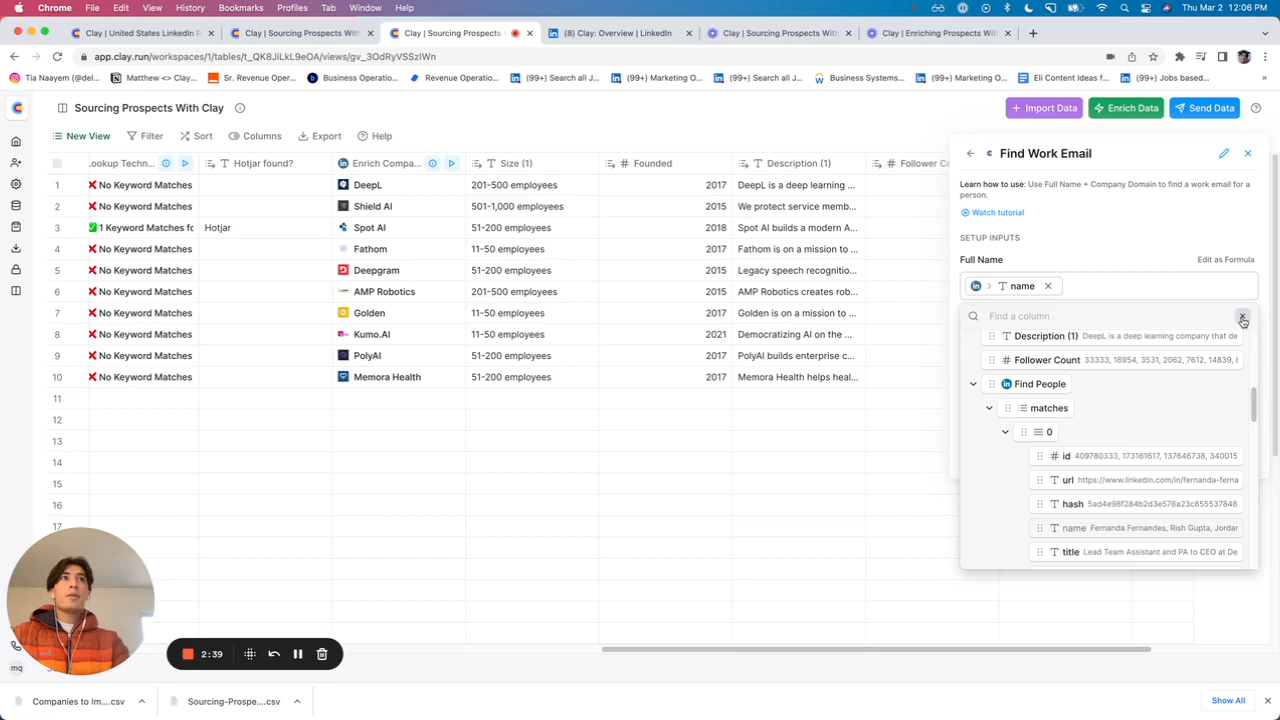 Chrome File Edit View History Bookmarks Profiles Tab Window Help
Thu Mar 2 12:06 PM
Clay | United States LinkedIn P
Clay | Sourcing Prospects With
Clay | Sourcing Prospects
(8) Clay: Overview | LinkedIn
Clay | Sourcing Prospects With
Clay | Enriching Prospects With
app.clay.run/workspaces/1/tables/t_QK8JiLkL9eOA/views/gv_3OdRyVSSzIWn
Tia Naayem (@del...
Matthew <> Clay...
Sr. Revenue Oper...
Business Operatio...
Revenue Operatio...
(99+) Search all J...
(99+) Marketing O...
(99+) Search all J...
Business Systems...
(99+) Marketing O...
Eli Content Ideas f...
(99+) Jobs based...
Sourcing Prospects With Clay
Import Data
Enrich Data
Send Data
New View Filter Sort Columns Export Help
Lookup Techn... Hotjar found? Enrich Compa... Size (1) Founded Description (1) Follower Co
1 No Keyword Matches DeepL 201-500 employees 2017 DeepL is a deep learning ...
2 No Keyword Matches Shield AI 501-1,000 employees 2015 We protect service memb...
3 1 Keyword Matches fo Hotjar Spot AI 51-200 employees 2018 Spot AI builds a modern A...
4 No Keyword Matches Fathom 11-50 employees 2017 Fathom is on a mission to ...
5 No Keyword Matches Deepgram 51-200 employees 2015 Legacy speech recognitio...
6 No Keyword Matches AMP Robotics 201-500 employees 2015 AMP Robotics creates rob...
7 No Keyword Matches Golden 11-50 employees 2017 Golden is on a mission to ...
8 No Keyword Matches Kumo.AI 11-50 employees 2021 Democratizing AI on the ...
9 No Keyword Matches PolyAI 51-200 employees 2017 PolyAI builds enterprise c...
10 No Keyword Matches Memora Health 51-200 employees 2017 Memora Health helps heal...
11
12
13
14
15
16
17
Find Work Email
Learn how to use: Use Full Name + Company Domain to find a work email for a
person.
Watch tutorial
SETUP INPUTS
Full Name Edit as Formula
name
Find a column
Description (1) DeepL is a deep learning company that de
Follower Count 33333, 16954, 3531, 2062, 7612, 14839,
Find People
matches
0
id 409780333, 173161617, 137646738, 340015
url https://www.linkedin.com/in/fernanda-ferna
hash 5ad4e98f284b2d3e578a23c855537848
name Fernanda Fernandes, Rish Gupta, Jordar
title Lead Team Assistant and PA to CEO at De
2:39
mq
Companies to Im....csv
Sourcing-Prospe....csv
Show All